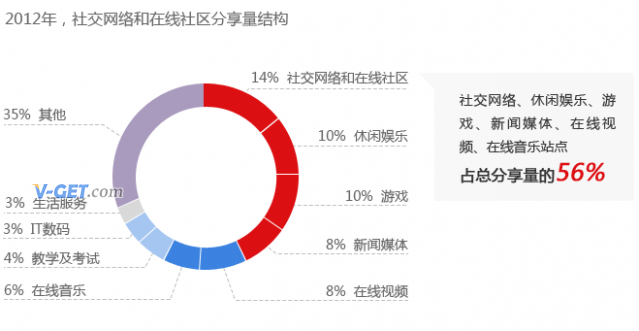 2012年，社交网络和在线社区分享量结构
14% 社交网络和在线社区
10% 休闲娱乐
10% 游戏
8% 新闻媒体
8% 在线视频
6% 在线音乐
4% 教学及考试
3% IT数码
3% 生活服务
35% 其他
V-GET.com
社交网络、休闲娱乐、游
戏、新闻媒体、在线视
频、在线音乐站点
占总分享量的56%